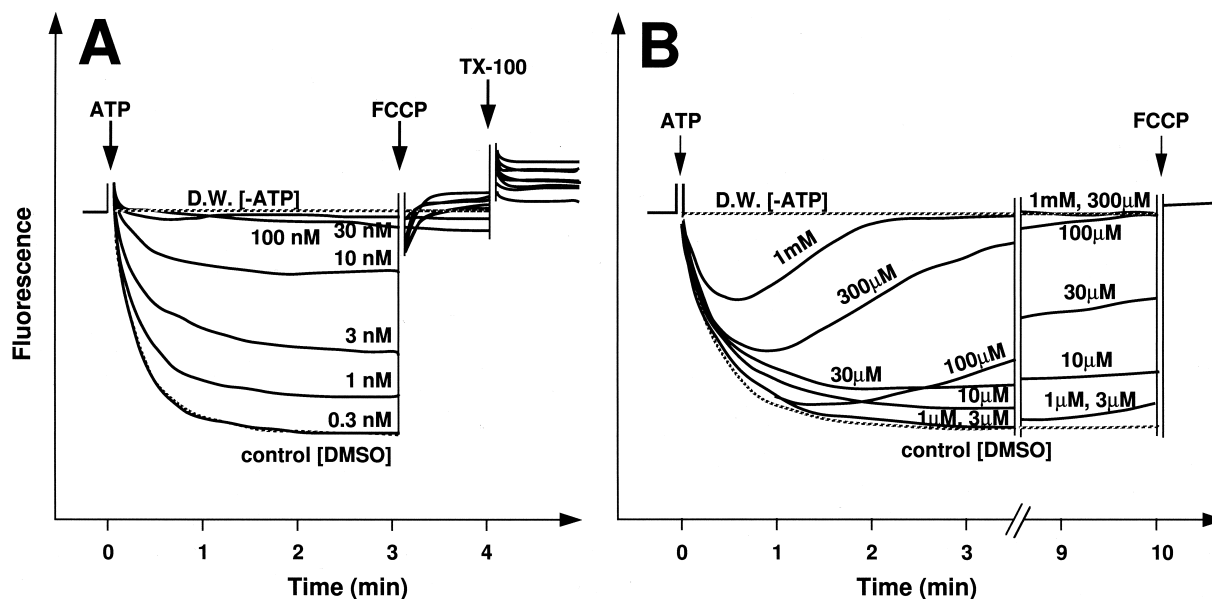 A
ATP
FCCP
TX-100
D.W. [-ATP]
30 nM
100 nM
10 nM
3 nM
1 nM
0.3 nM
control [DMSO]
Fluorescence
0 1 2 3 4
Time (min)
B
ATP
FCCP
D.W. [-ATP]
1mM, 300μM
100μM
1mM
300μM
30μM
100μM
30μM
10μM
10μM
1μM, 3μM
1μM, 3μM
control [DMSO]
0 1 2 3 9 10
Time (min)